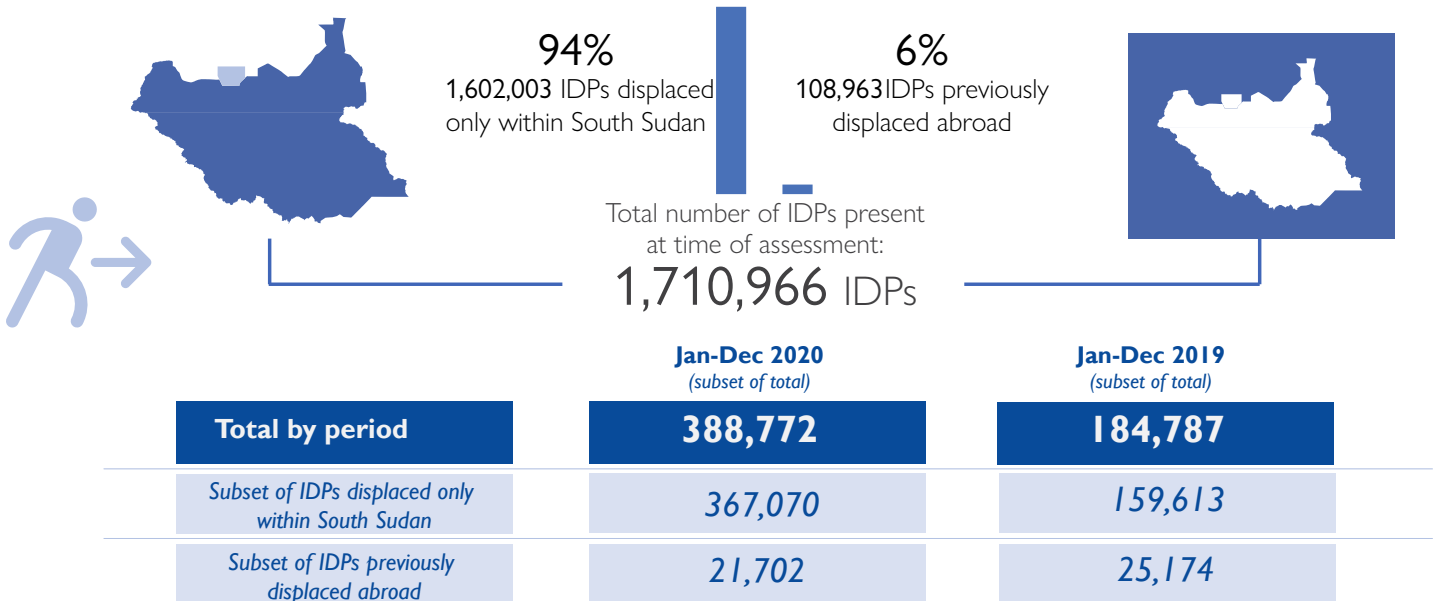 94%
1,602,003 IDPs displaced
only within South Sudan
6%
108,963IDPs previously
displaced abroad
Total number of IDPs present
at time of assessment:
1,710,966 IDPs
Jan-Dec 2020
(subset of total)
Jan-Dec 2019
(subset of total)
Total by period
388,772
184,787
Subset of IDPs displaced only
within South Sudan
367,070
159,613
Subset of IDPs previously
displaced abroad
21,702
25,174